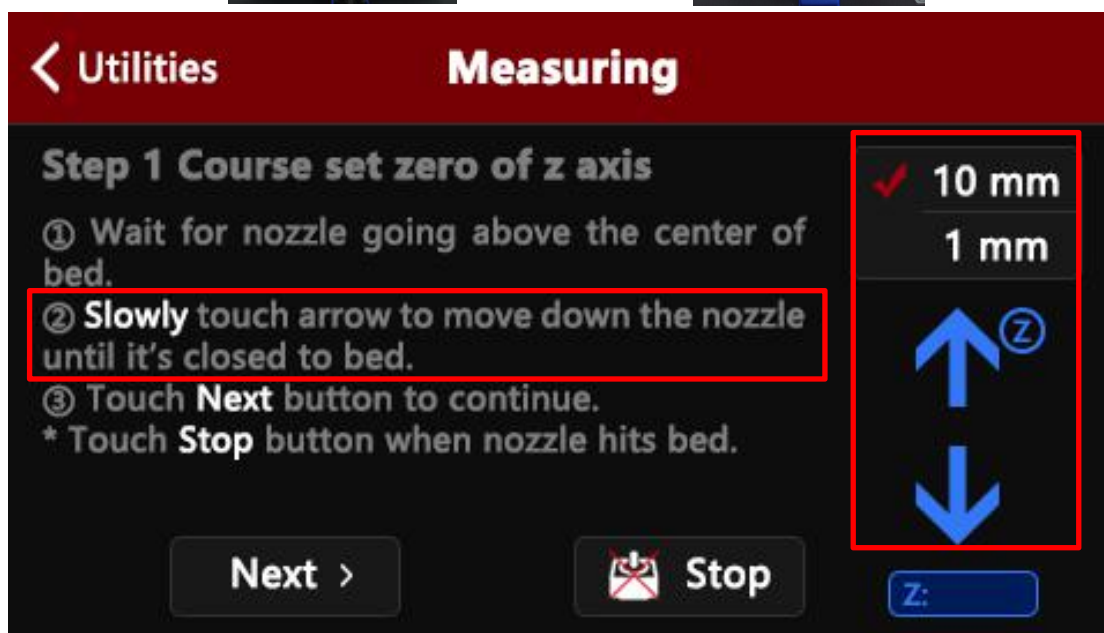 Utilities
Measuring
Step 1 Course set zero of z axis
① Wait for nozzle going above the center of
bed.
② Slowly touch arrow to move down the nozzle
until it's closed to bed.
③ Touch Next button to continue.
* Touch Stop button when nozzle hits bed.
10 mm
1 mm
Z
Next >
Stop
Z: